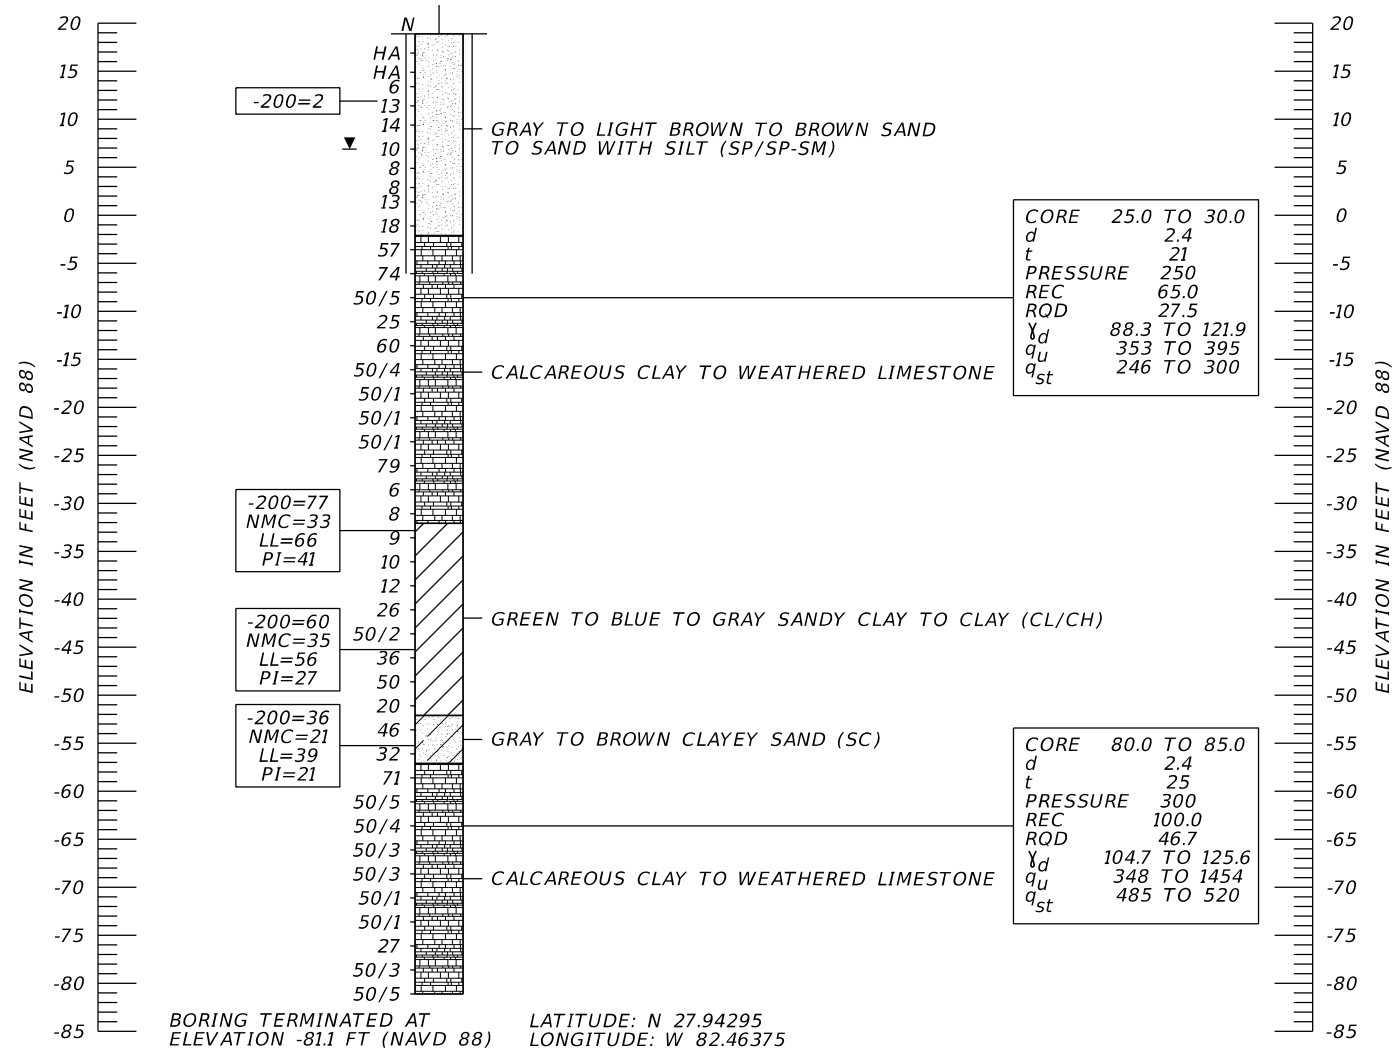 N
20
15
10
5
0
-5
-10
-15
-20
-25
-30
-35
-40
-45
-50
-55
-60
-65
-70
-75
-80
-85
ELEVATION IN FEET (NAVD 88)
-200=2
-200=77
NMC=33
LL=66
PI=41
-200=60
NMC=35
LL=56
PI=27
-200=36
NMC=21
LL=39
PI=21
HA
HA
6
13
14
10
8
8
13
18
57
74
50/5
25
60
50/4
50/1
50/1
50/1
79
6
8
9
10
12
26
50/2
36
50
20
46
32
71
50/5
50/4
50/3
50/3
50/1
50/1
27
50/3
50/5
GRAY TO LIGHT BROWN TO BROWN SAND
TO SAND WITH SILT (SP/SP-SM)
CALCAREOUS CLAY TO WEATHERED LIMESTONE
GREEN TO BLUE TO GRAY SANDY CLAY TO CLAY (CL/CH)
GRAY TO BROWN CLAYEY SAND (SC)
CALCAREOUS CLAY TO WEATHERED LIMESTONE
CORE 25.0 TO 30.0
d 2.4
t 21
PRESSURE 250
REC 65.0
RQD 27.5
γd 88.3 TO 121.9
qu 353 TO 395
qst 246 TO 300
CORE 80.0 TO 85.0
d 2.4
t 25
PRESSURE 300
REC 100.0
RQD 46.7
γd 104.7 TO 125.6
qu 348 TO 1454
qst 485 TO 520
20
15
10
5
0
-5
-10
-15
-20
-25
-30
-35
-40
-45
-50
-55
-60
-65
-70
-75
-80
-85
ELEVATION IN FEET (NAVD 88)
BORING TERMINATED AT
ELEVATION -81.1 FT (NAVD 88)
LATITUDE: N 27.94295
LONGITUDE: W 82.46375